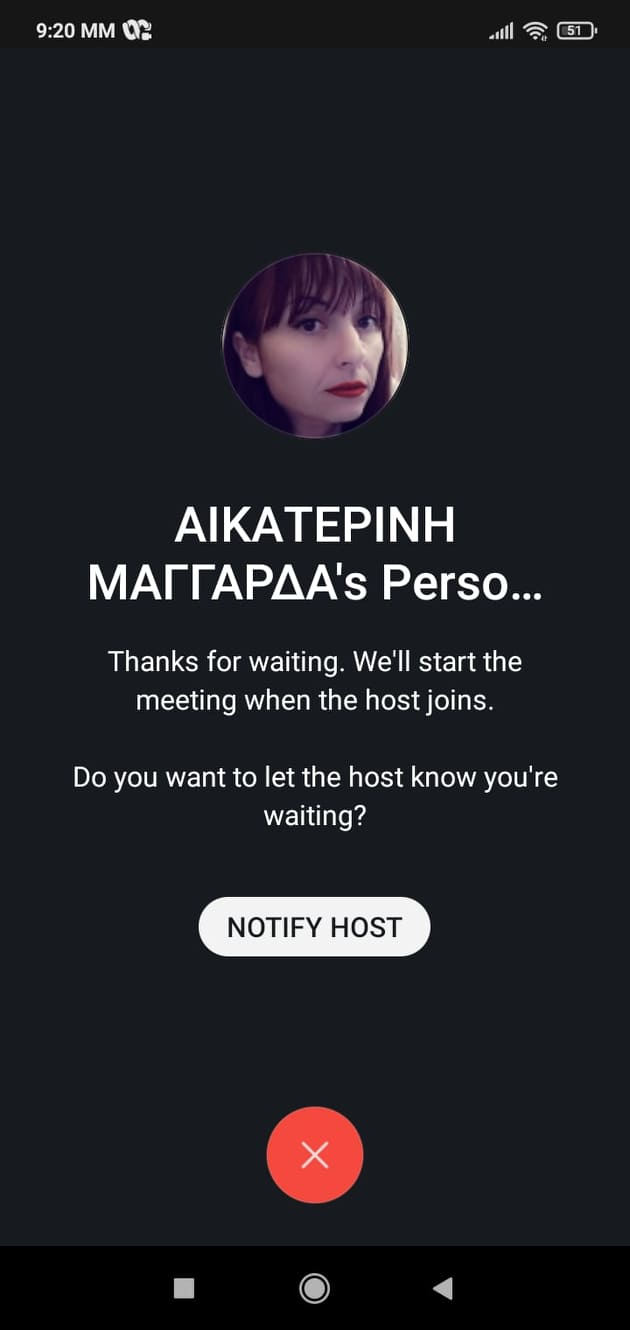 9:20 MM
51
ΑΙΚΑΤΕΡΙΝΗ
ΜΑΓΓΑΡΔΑ's Perso...
Thanks for waiting. We'll start the
meeting when the host joins.
Do you want to let the host know you're
waiting?
NOTIFY HOST